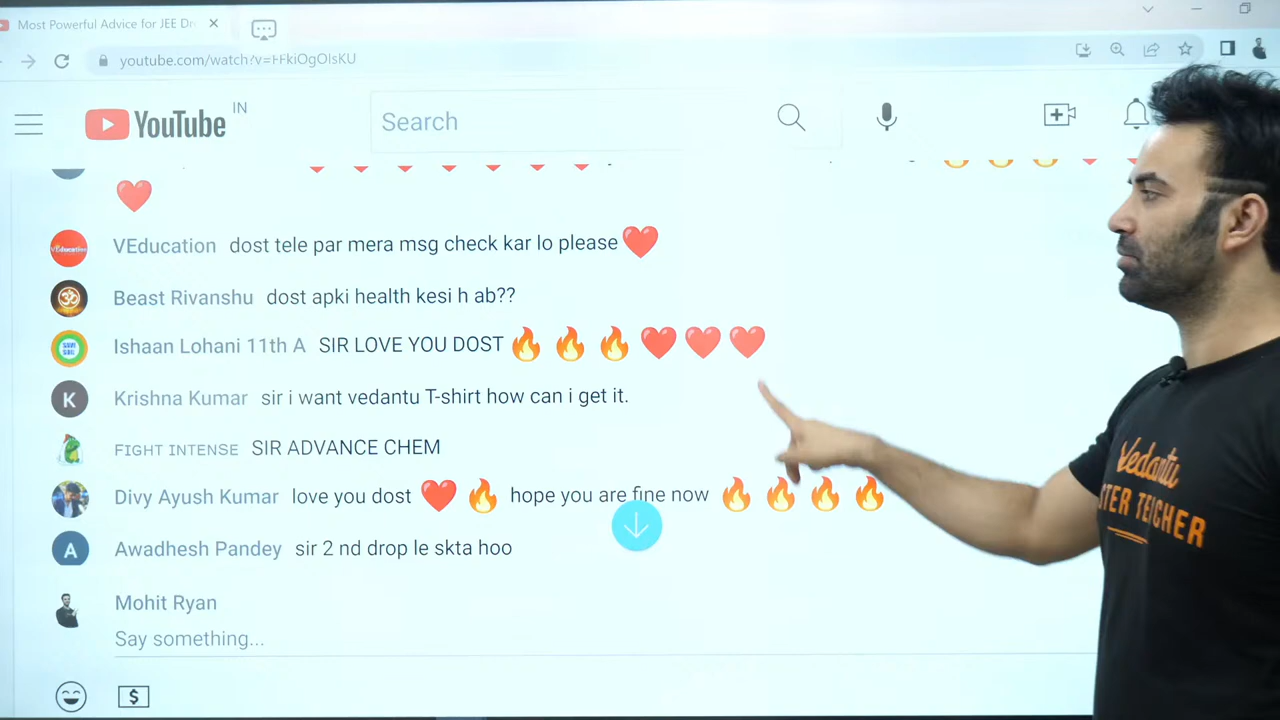 Most Powerful Advice for JEE Dr
youtube.com/watch?v=FFkiOgOlsKU
YouTube IN
Search
VEducation dost tele par mera msg check kar lo please ❤️
Beast Rivanshu dost apki health kesi h ab??
Ishaan Lohani 11th A SIR LOVE YOU DOST 🔥 🔥 🔥 ❤️ ❤️ ❤️
K Krishna Kumar sir i want vedantu T-shirt how can i get it.
FIGHT INTENSE SIR ADVANCE CHEM
Divy Ayush Kumar love you dost ❤️ 🔥 hope you are fine now 🔥 🔥 🔥 🔥
A Awadhesh Pandey sir 2 nd drop le skta hoo
Mohit Ryan
Say something...
$
Vedantu
STER TEACHER